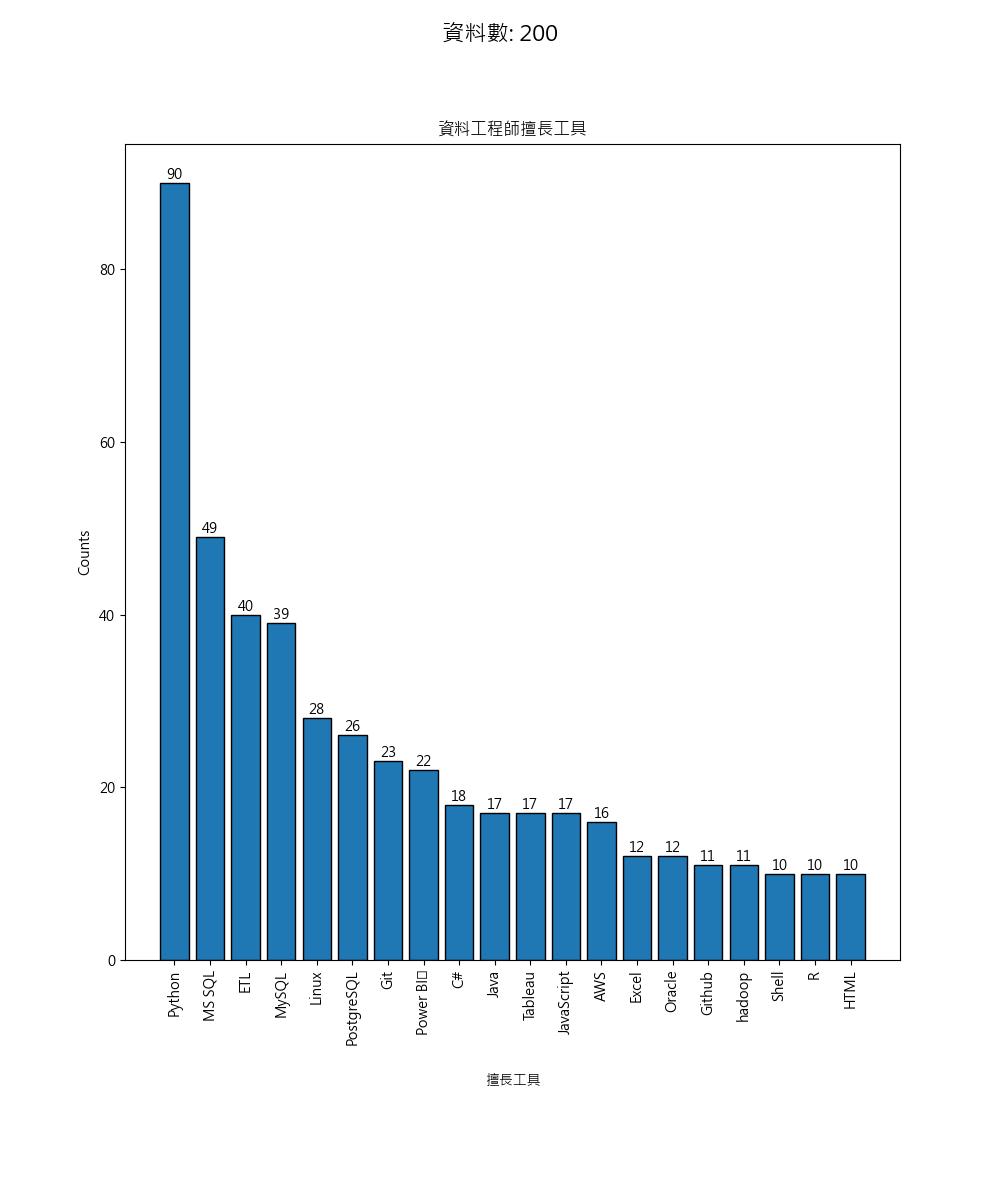 資料數: 200
資料工程師擅長工具
Counts
80
60
40
20
0
90
49
40
39
28
26
23
22
18
17
17
17
16
12
12
11
11
10
10
10
Python
MS SQL
ETL
MySQL
Linux
PostgreSQL
Git
Power BI□
C#
Java
Tableau
JavaScript
AWS
Excel
Oracle
Github
hadoop
Shell
R
HTML
擅長工具